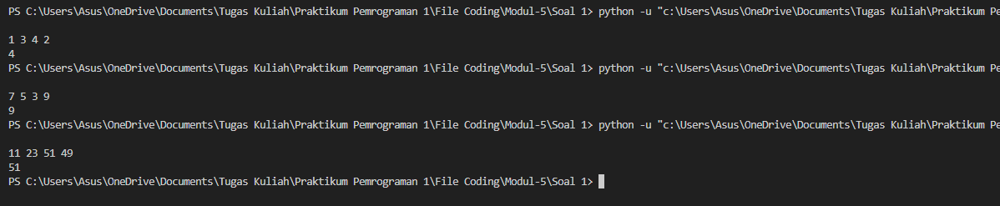 PS C:\Users\Asus\OneDrive\Documents\Tugas Kuliah\Praktikum Pemrograman 1\File Coding\Modul-5\Soal 1> python -u "c:\Users\Asus\OneDrive\Documents\Tugas Kuliah\Praktikum Pe
1 3 4 2
4
PS C:\Users\Asus\OneDrive\Documents\Tugas Kuliah\Praktikum Pemrograman 1\File Coding\Modul-5\Soal 1> python -u "c:\Users\Asus\OneDrive\Documents\Tugas Kuliah\Praktikum Pe
7 5 3 9
9
PS C:\Users\Asus\OneDrive\Documents\Tugas Kuliah\Praktikum Pemrograman 1\File Coding\Modul-5\Soal 1> python -u "c:\Users\Asus\OneDrive\Documents\Tugas Kuliah\Praktikum Pe
11 23 51 49
51
PS C:\Users\Asus\OneDrive\Documents\Tugas Kuliah\Praktikum Pemrograman 1\File Coding\Modul-5\Soal 1>